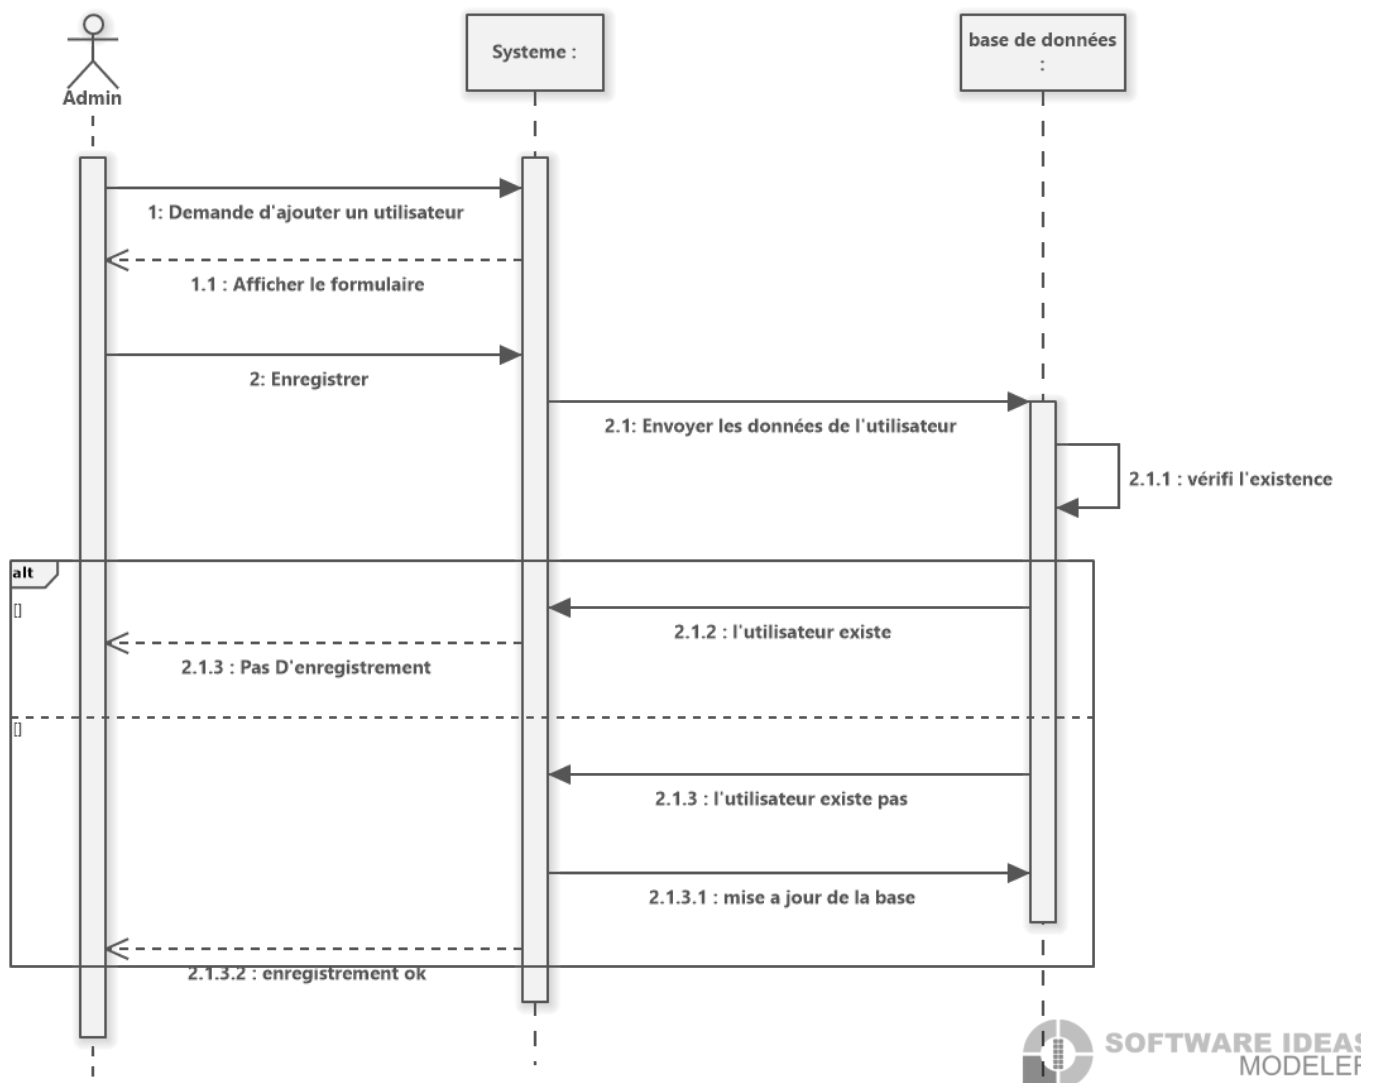 Admin
Systeme :
base de données
:
1: Demande d'ajouter un utilisateur
1.1 : Afficher le formulaire
2: Enregistrer
2.1: Envoyer les données de l'utilisateur
2.1.1 : vérifi l'existence
alt
[]
2.1.2 : l'utilisateur existe
2.1.3 : Pas D'enregistrement
[]
2.1.3 : l'utilisateur existe pas
2.1.3.1 : mise a jour de la base
2.1.3.2 : enregistrement ok
SOFTWARE IDEAS
MODELER